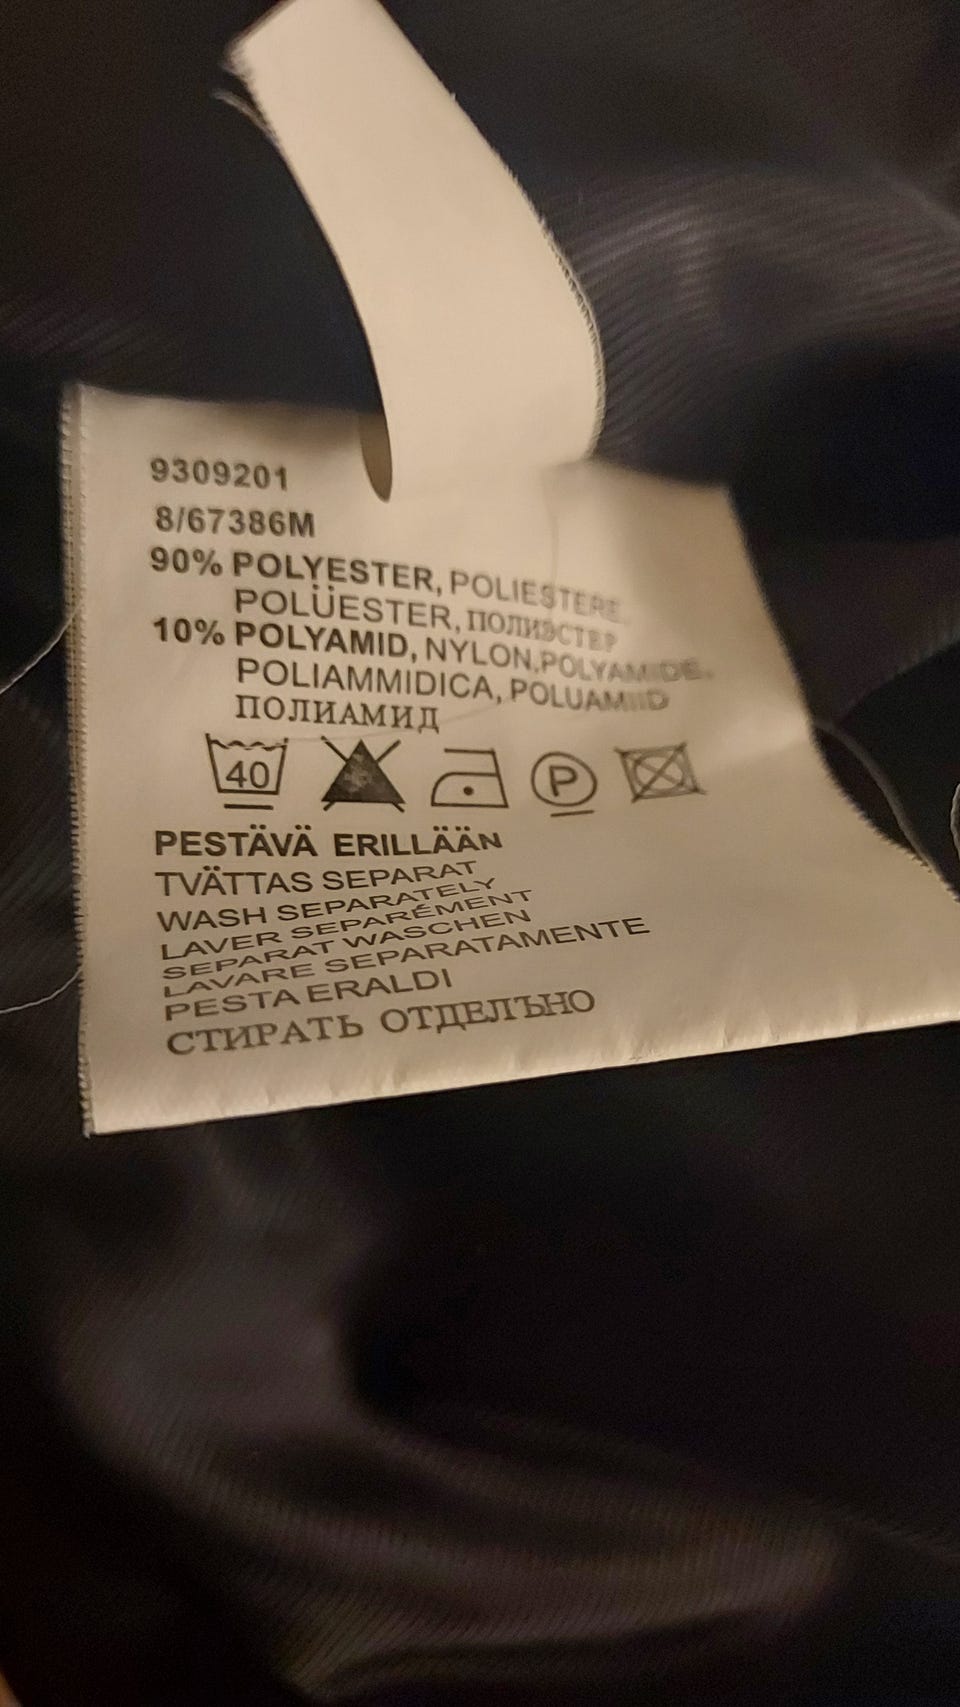 9309201
8/67386M
90% POLYESTER, POLIESTERE,
POLÜESTER, ПОЛИЭСТЕР
10% POLYAMID, NYLON, POLYAMIDE,
POLIAMMIDICA, POLUAMIID
ПОЛИАМИД
40 P
PESTÄVÄ ERILLÄÄN
TVÄTTAS SEPARAT
WASH SEPARATELY
LAVER SEPARÉMENT
SEPARAT WASCHEN
LAVARE SEPARATAMENTE
PESTA ERALDI
СТИРАТЬ ОТДЕЛЪНО